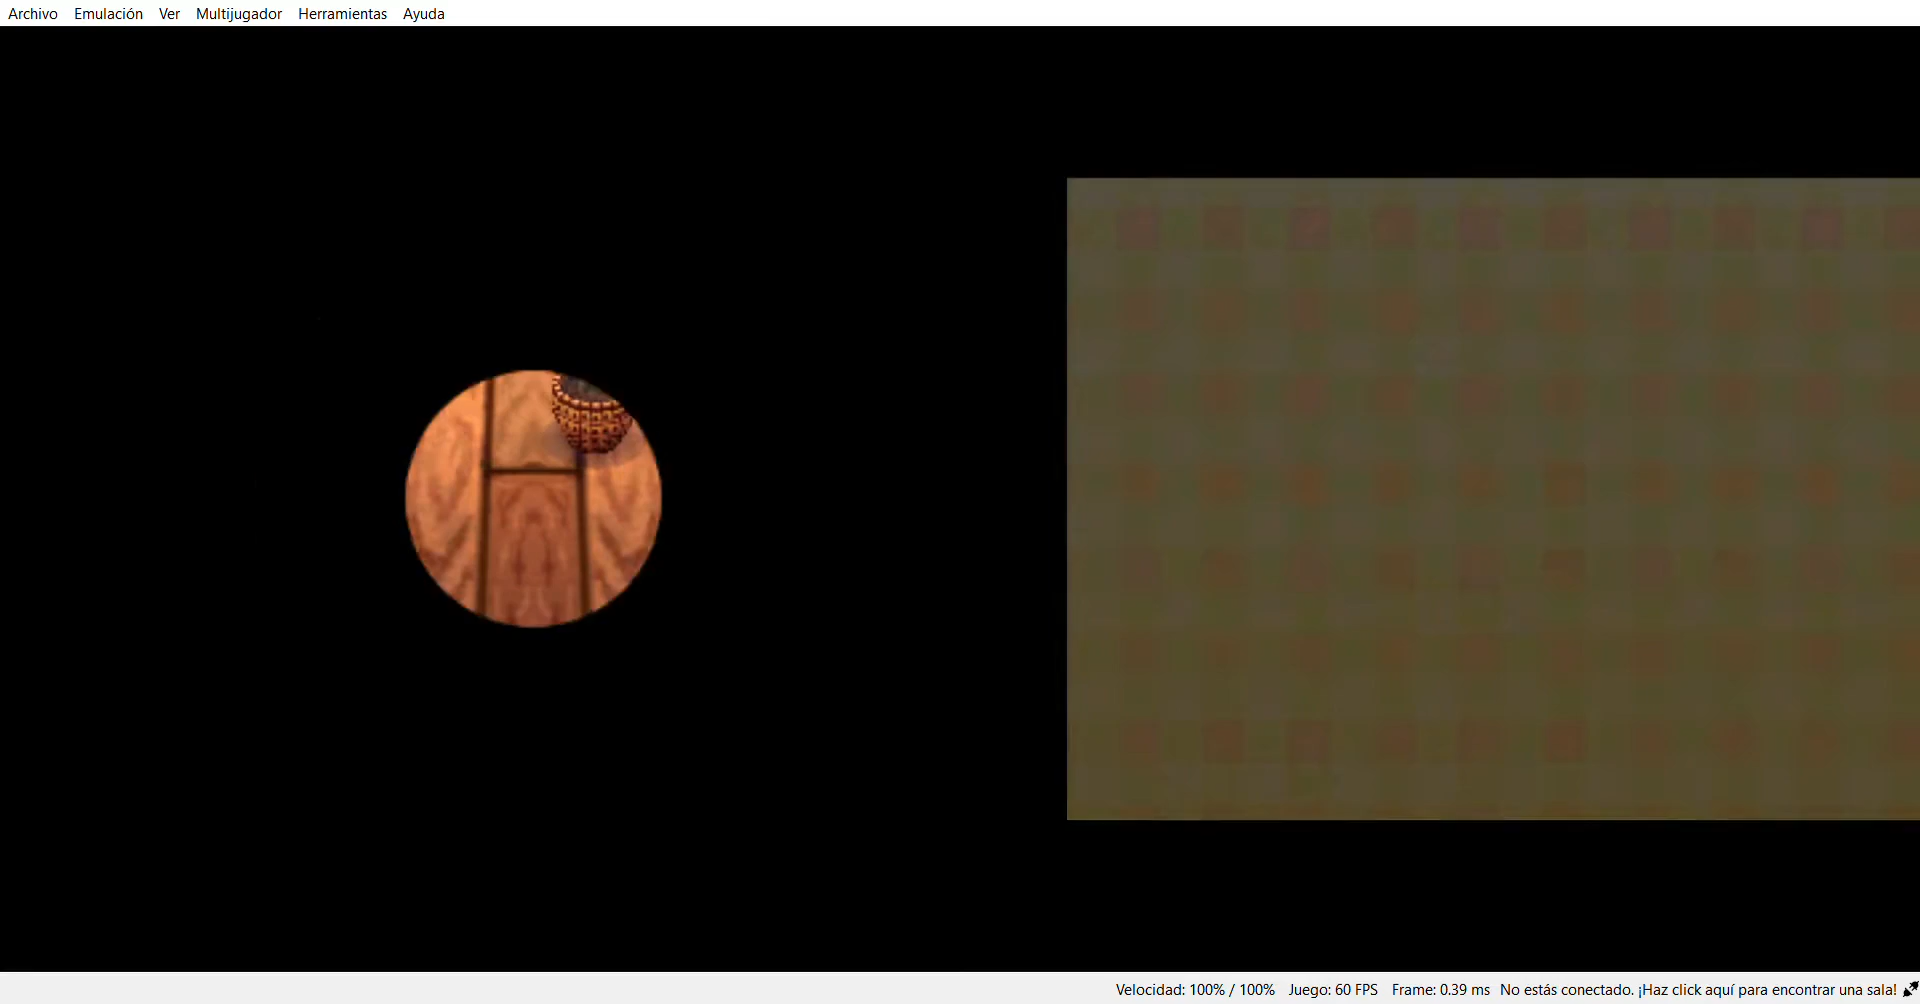 Archivo Emulación Ver Multijugador Herramientas Ayuda
Velocidad: 100% / 100% Juego: 60 FPS Frame: 0.39 ms No estás conectado. ¡Haz click aquí para encontrar una sala!